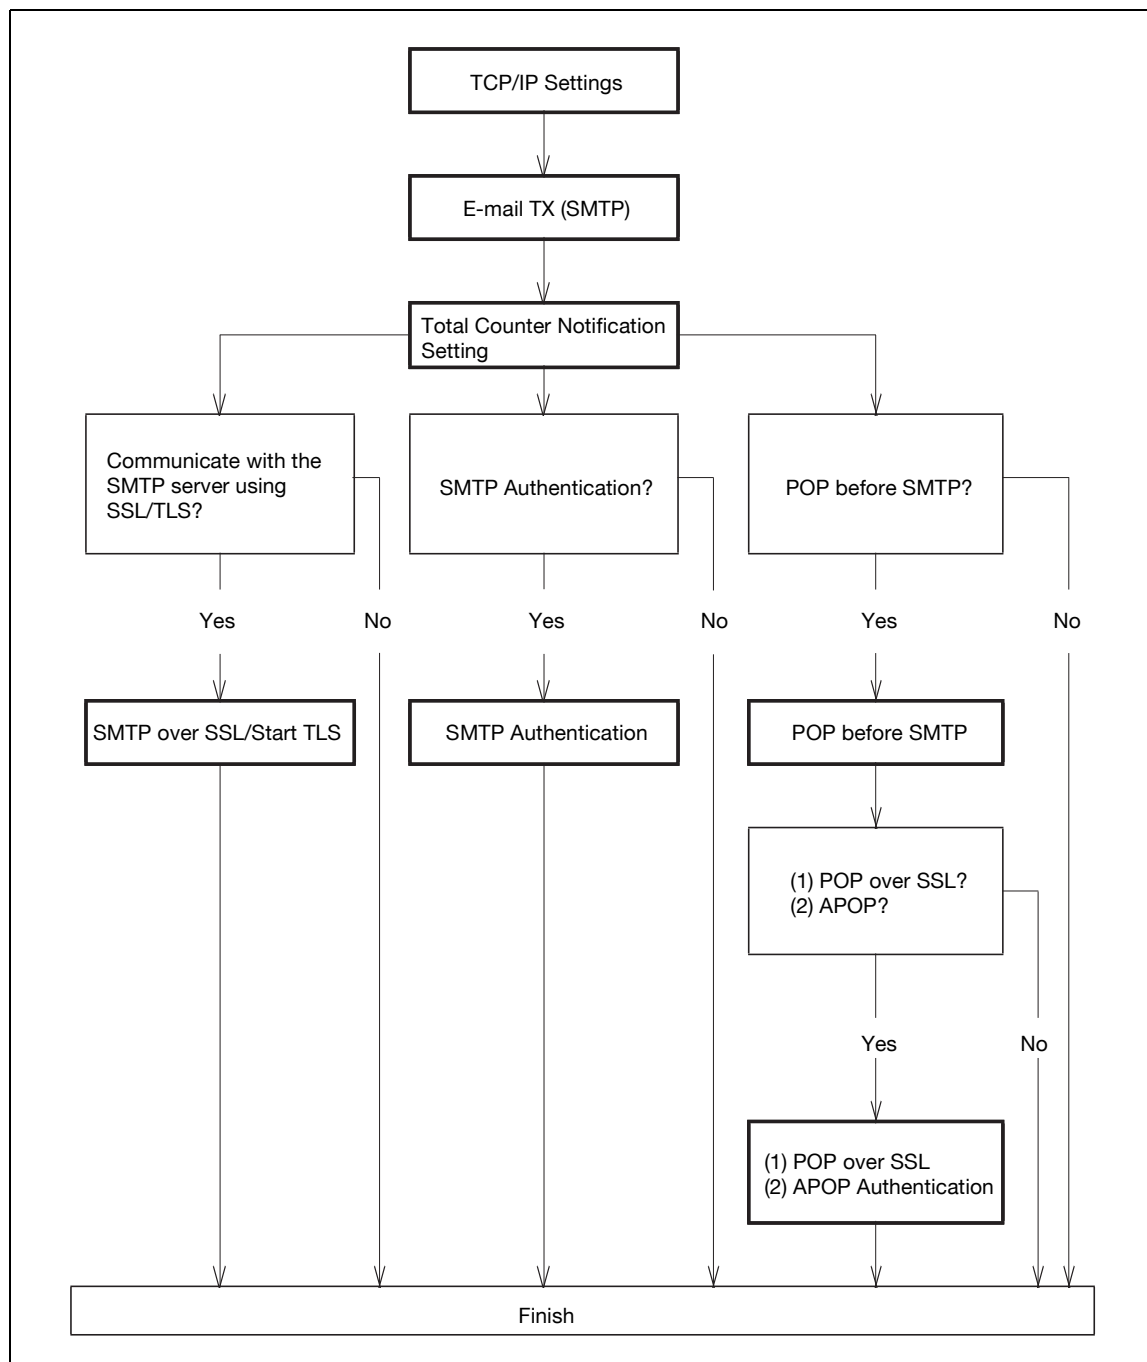 TCP/IP Settings
E-mail TX (SMTP)
Total Counter Notification
Setting
Communicate with the
SMTP server using
SSL/TLS?
SMTP Authentication?
POP before SMTP?
Yes
No
Yes
No
Yes
No
SMTP over SSL/Start TLS
SMTP Authentication
POP before SMTP
(1) POP over SSL?
(2) APOP?
Yes
No
(1) POP over SSL
(2) APOP Authentication
Finish